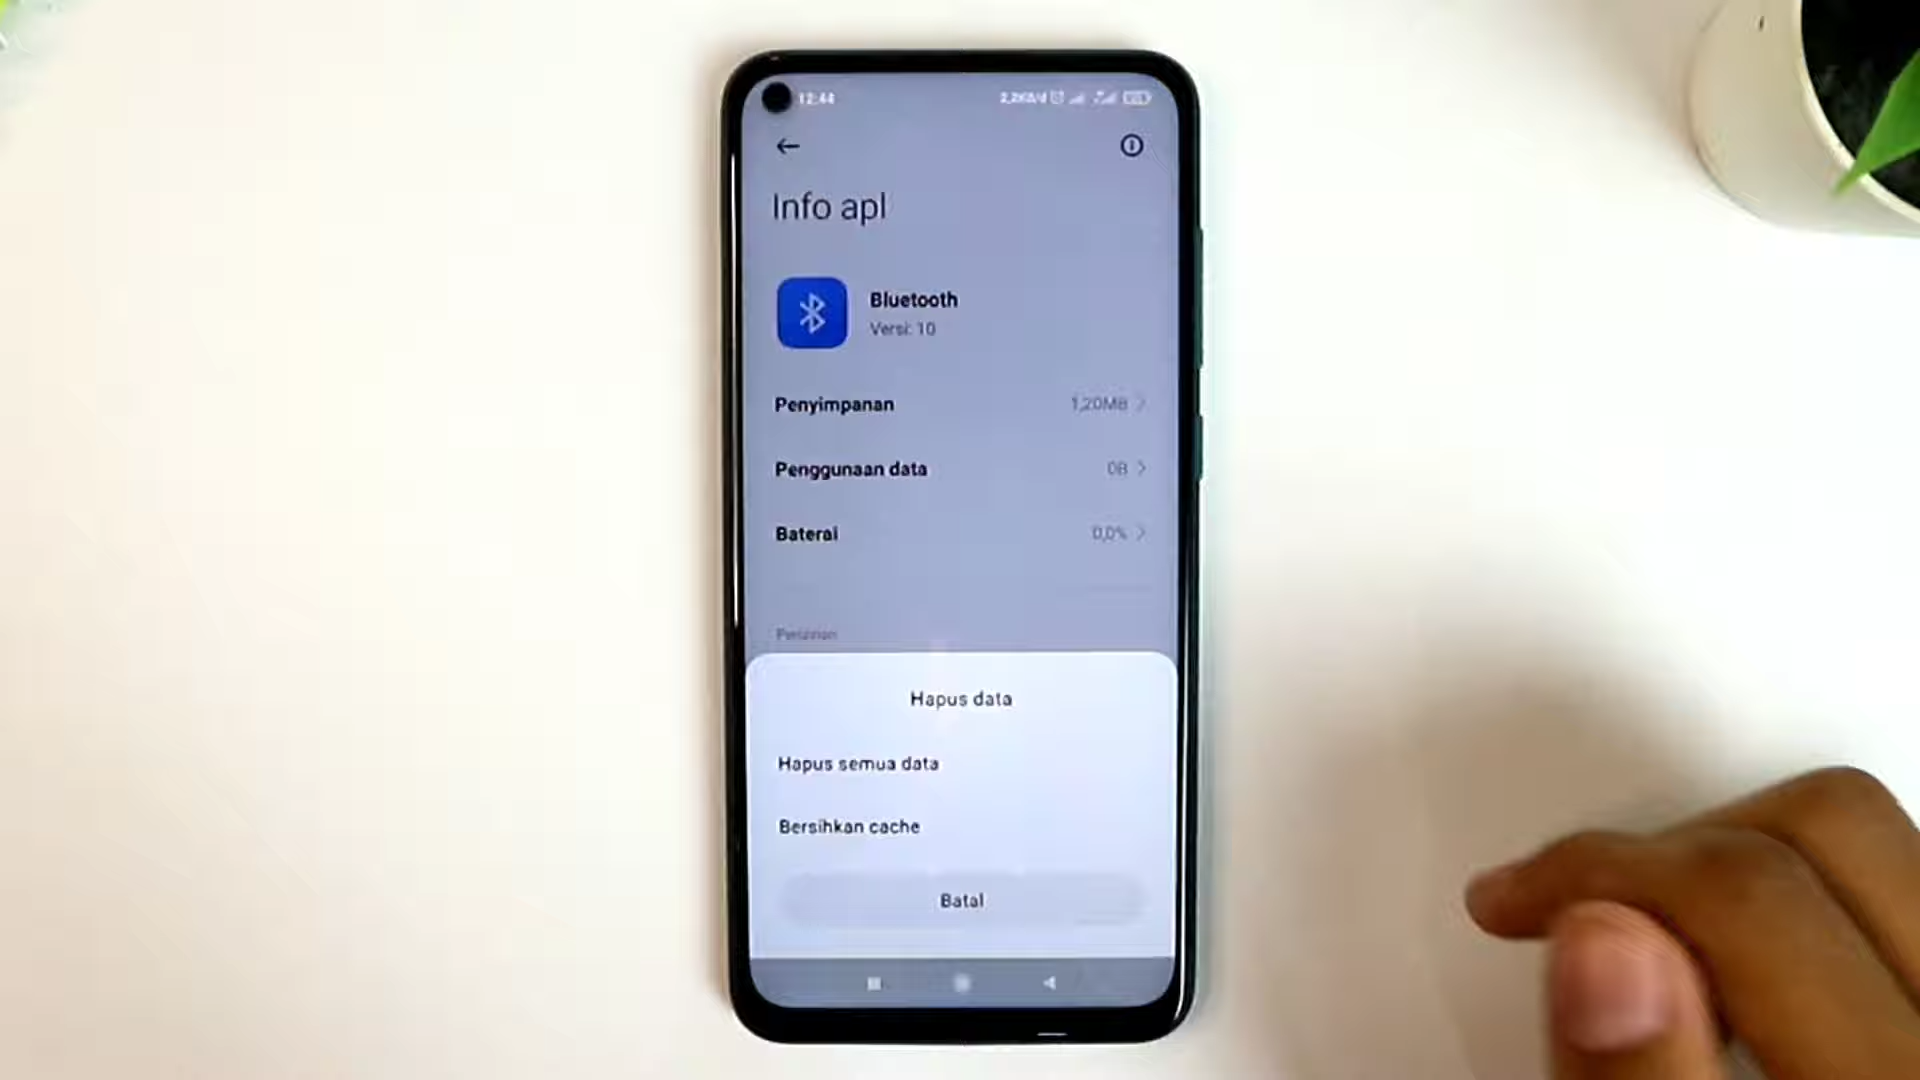 12:44
Info apl
Bluetooth
Versi: 10
Penyimpanan 1,20MB
Penggunaan data 0B
Baterai 0,0%
Perizinan
Hapus data
Hapus semua data
Bersihkan cache
Batal